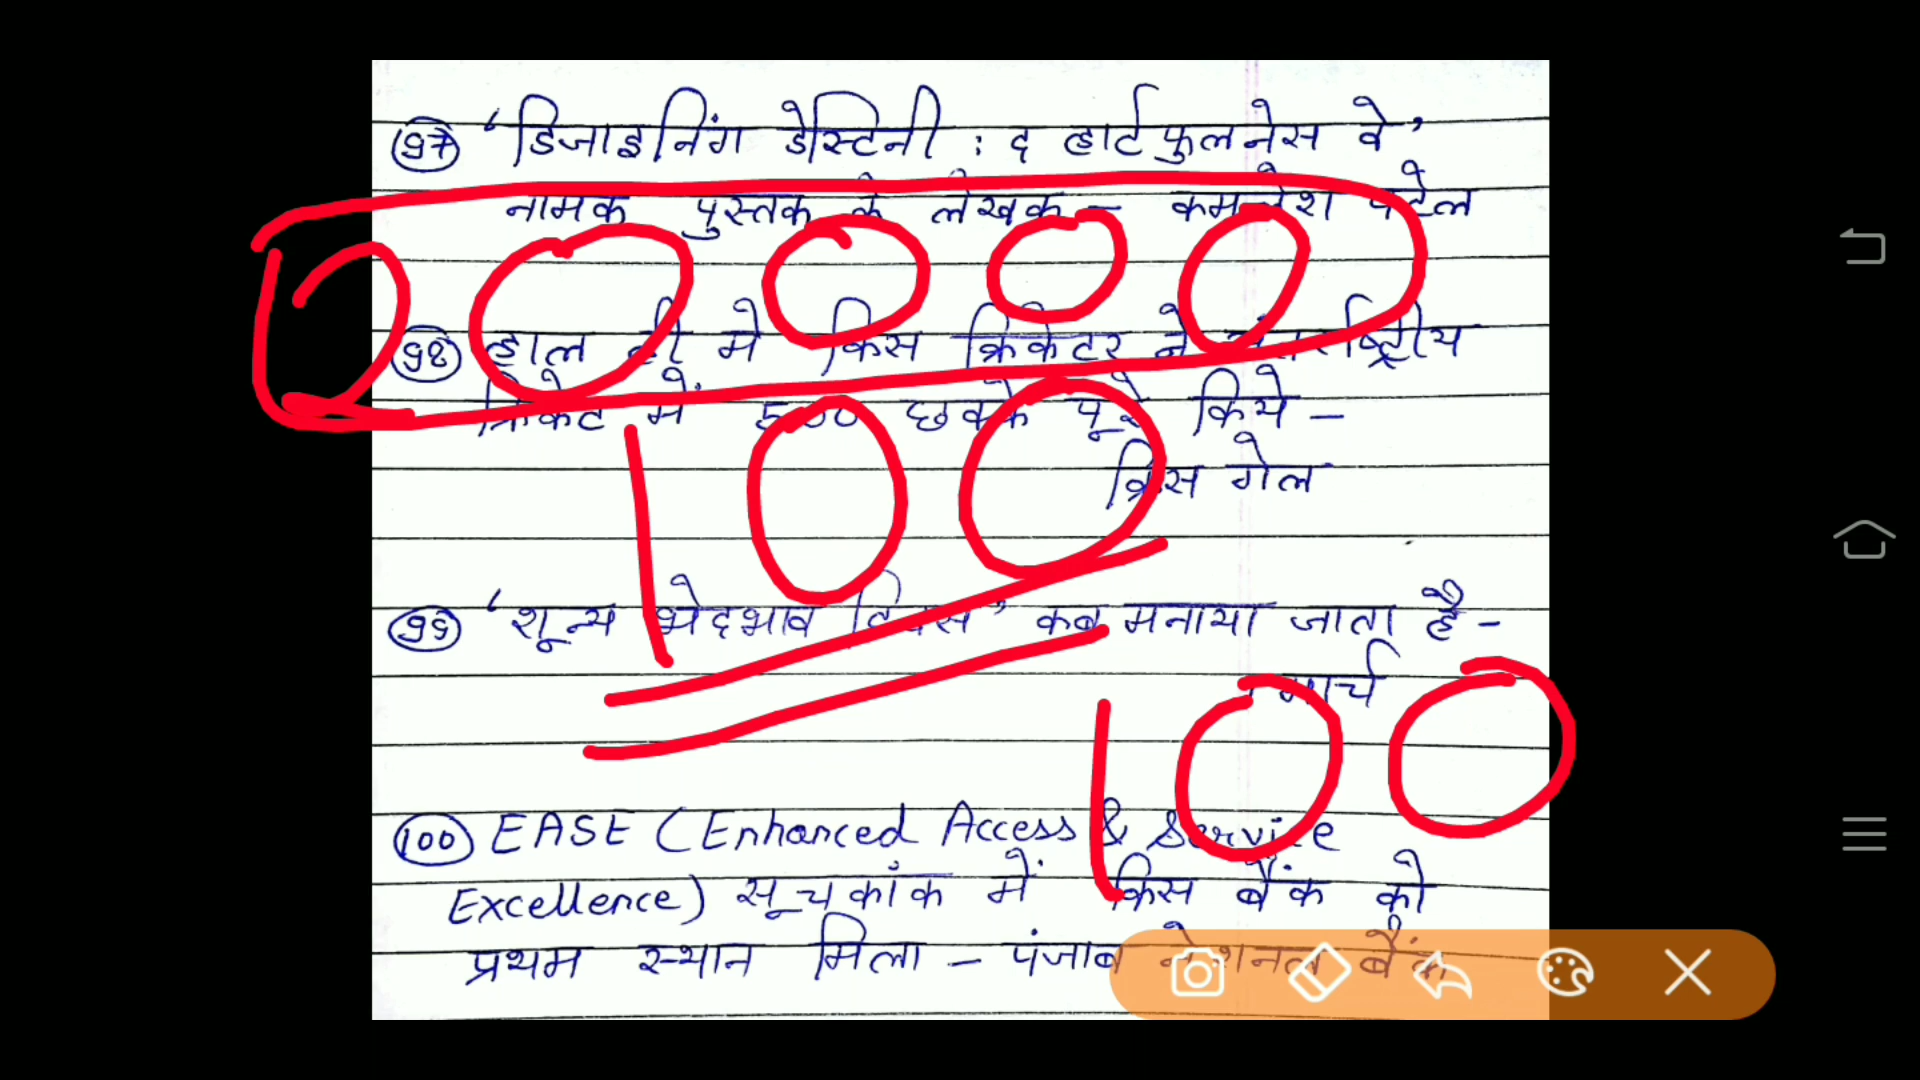 (97) ‘डिजाइनिंग डेस्टिनी : द हार्टफुलनेस वे’
नामक पुस्तक के लेखक – कमलेश पटेल
(98) हाल ही मे किस क्रिकेटर ने अंतर्राष्ट्रीय
क्रिकेट में 500 छक्के पूरे किये –
क्रिस गेल
100
(99) ‘शून्य भेदभाव दिवस’ कब मनाया जाता है –
मार्च
100
(100) EASE (Enhanced Access & Service
Excellence) सूचकांक में किस बैंक को
प्रथम स्थान मिला – पंजाब नेशनल बैंक